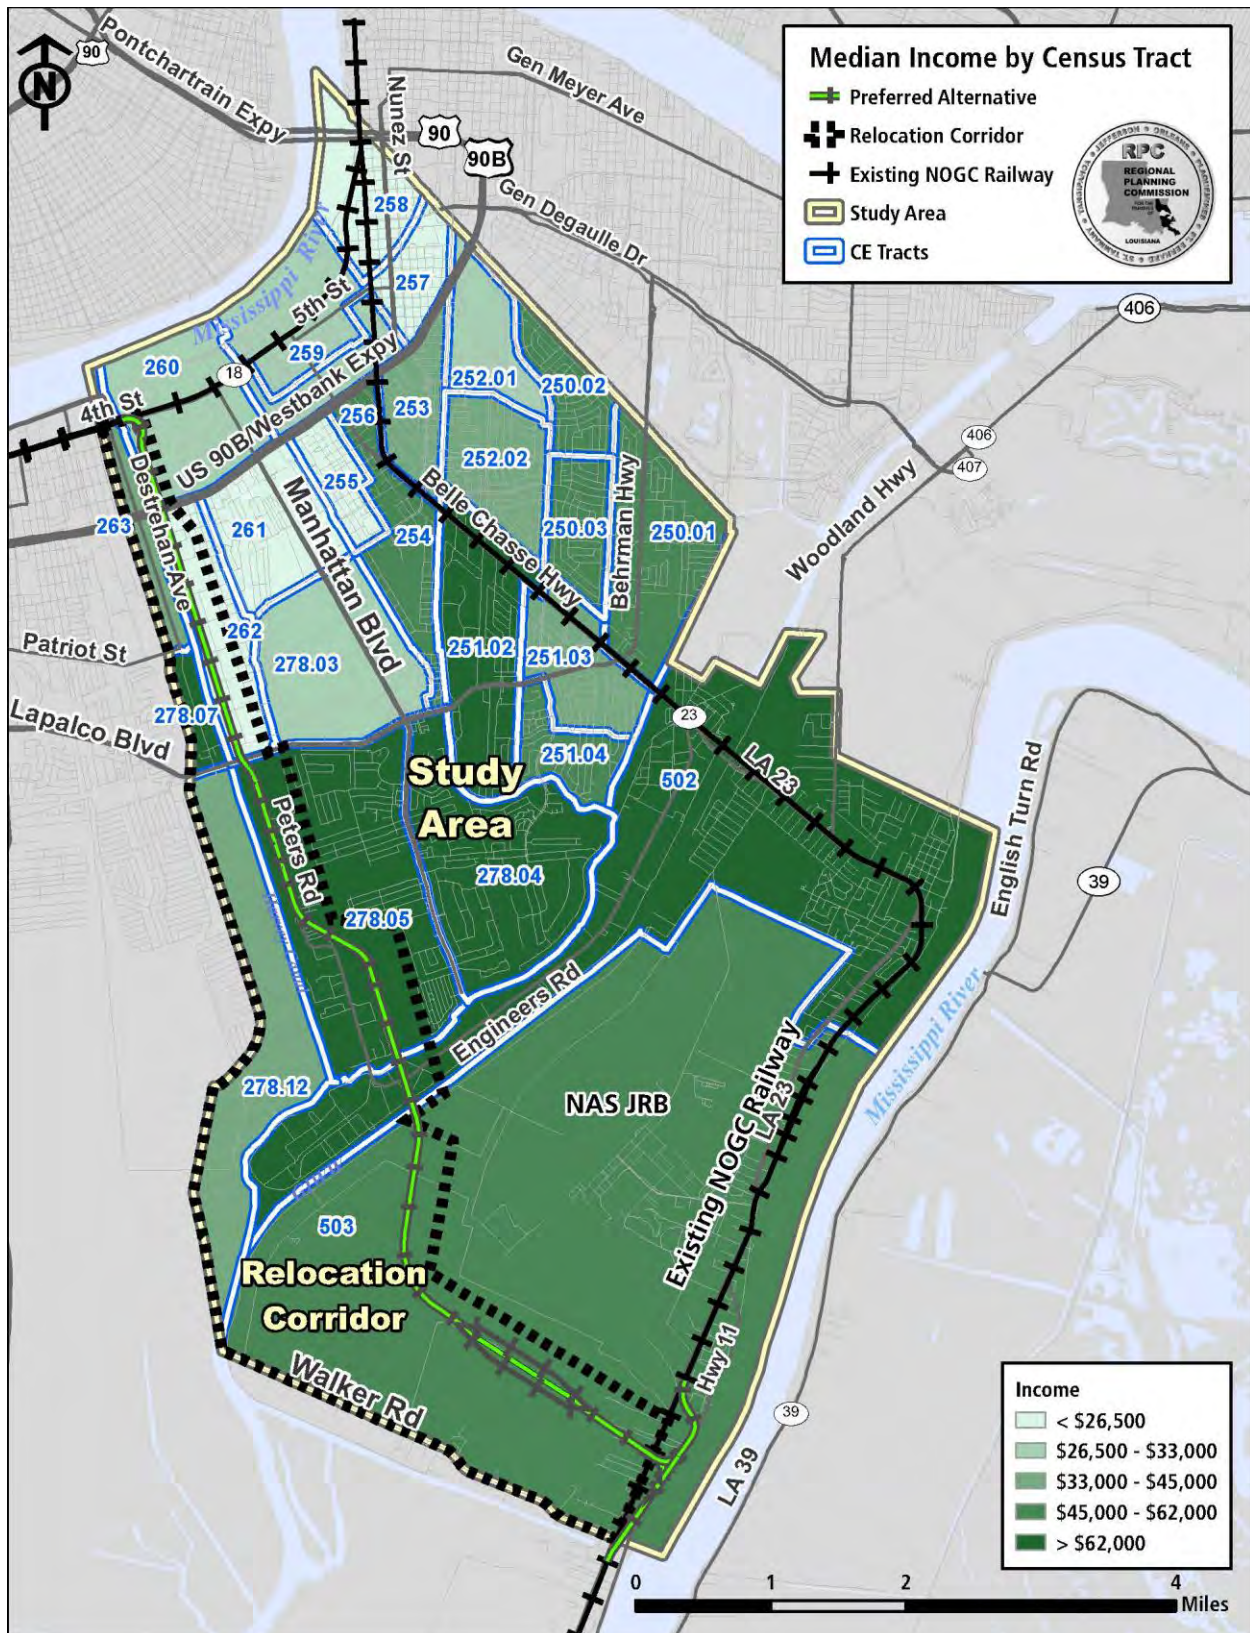 Median Income by Census Tract
Preferred Alternative
Relocation Corridor
Existing NOGC Railway
Study Area
CE Tracts
RPC
REGIONAL
PLANNING
COMMISSION
LOUISIANA
N
90
Pontchartrain Expy
Nunez St
Gen Meyer Ave
90
90B
Gen Degaulle Dr
258
257
Mississippi River
5th St
406
260
259
18
4th St
US 90B/Westbank Expy
252.01
250.02
256
253
252.02
406
407
Destrehan Ave
263
261
255
Manhattan Blvd
254
Belle Chasse Hwy
250.03
Behrman Hwy
250.01
Woodland Hwy
Patriot St
262
278.03
251.02
251.03
278.07
Lapalco Blvd
23
LA 23
251.04
502
Study
Area
Peters Rd
278.04
English Turn Rd
39
278.05
Engineers Rd
Mississippi River
278.12
NAS JRB
Existing NOGC Railway
LA 23
503
Relocation
Corridor
Walker Rd
Hwy 11
39
LA 39
Income
< $26,500
$26,500 - $33,000
$33,000 - $45,000
$45,000 - $62,000
> $62,000
0 1 2 4
Miles